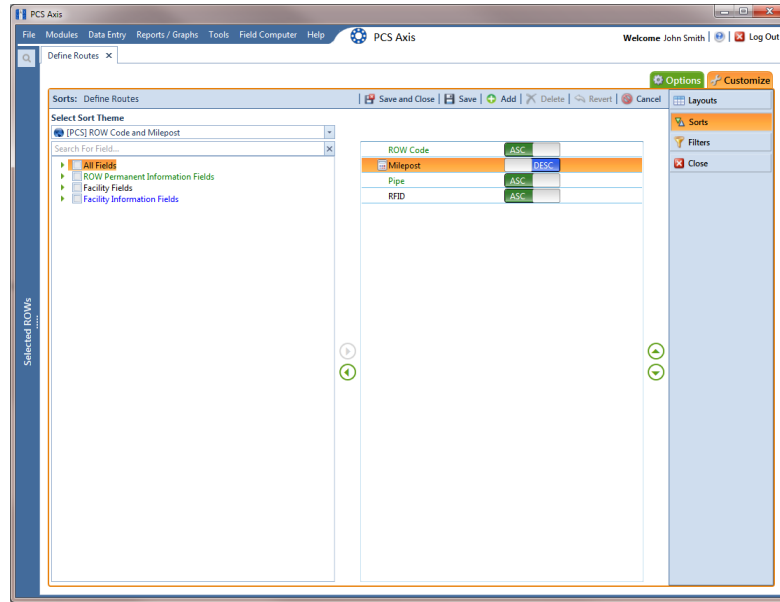 PCS Axis
File Modules Data Entry Reports / Graphs Tools Field Computer Help PCS Axis Welcome John Smith | Log Out
Define Routes ×
Options Customize
Sorts: Define Routes | Save and Close | Save | Add | Delete | Revert | Cancel
Layouts
Select Sort Theme
Sorts
[PCS] ROW Code and Milepost
Filters
Search For Field...
ROW Code ASC
All Fields
Milepost DESC
Close
ROW Permanent Information Fields
Pipe ASC
Facility Fields
RFID ASC
Facility Information Fields
Selected ROWs